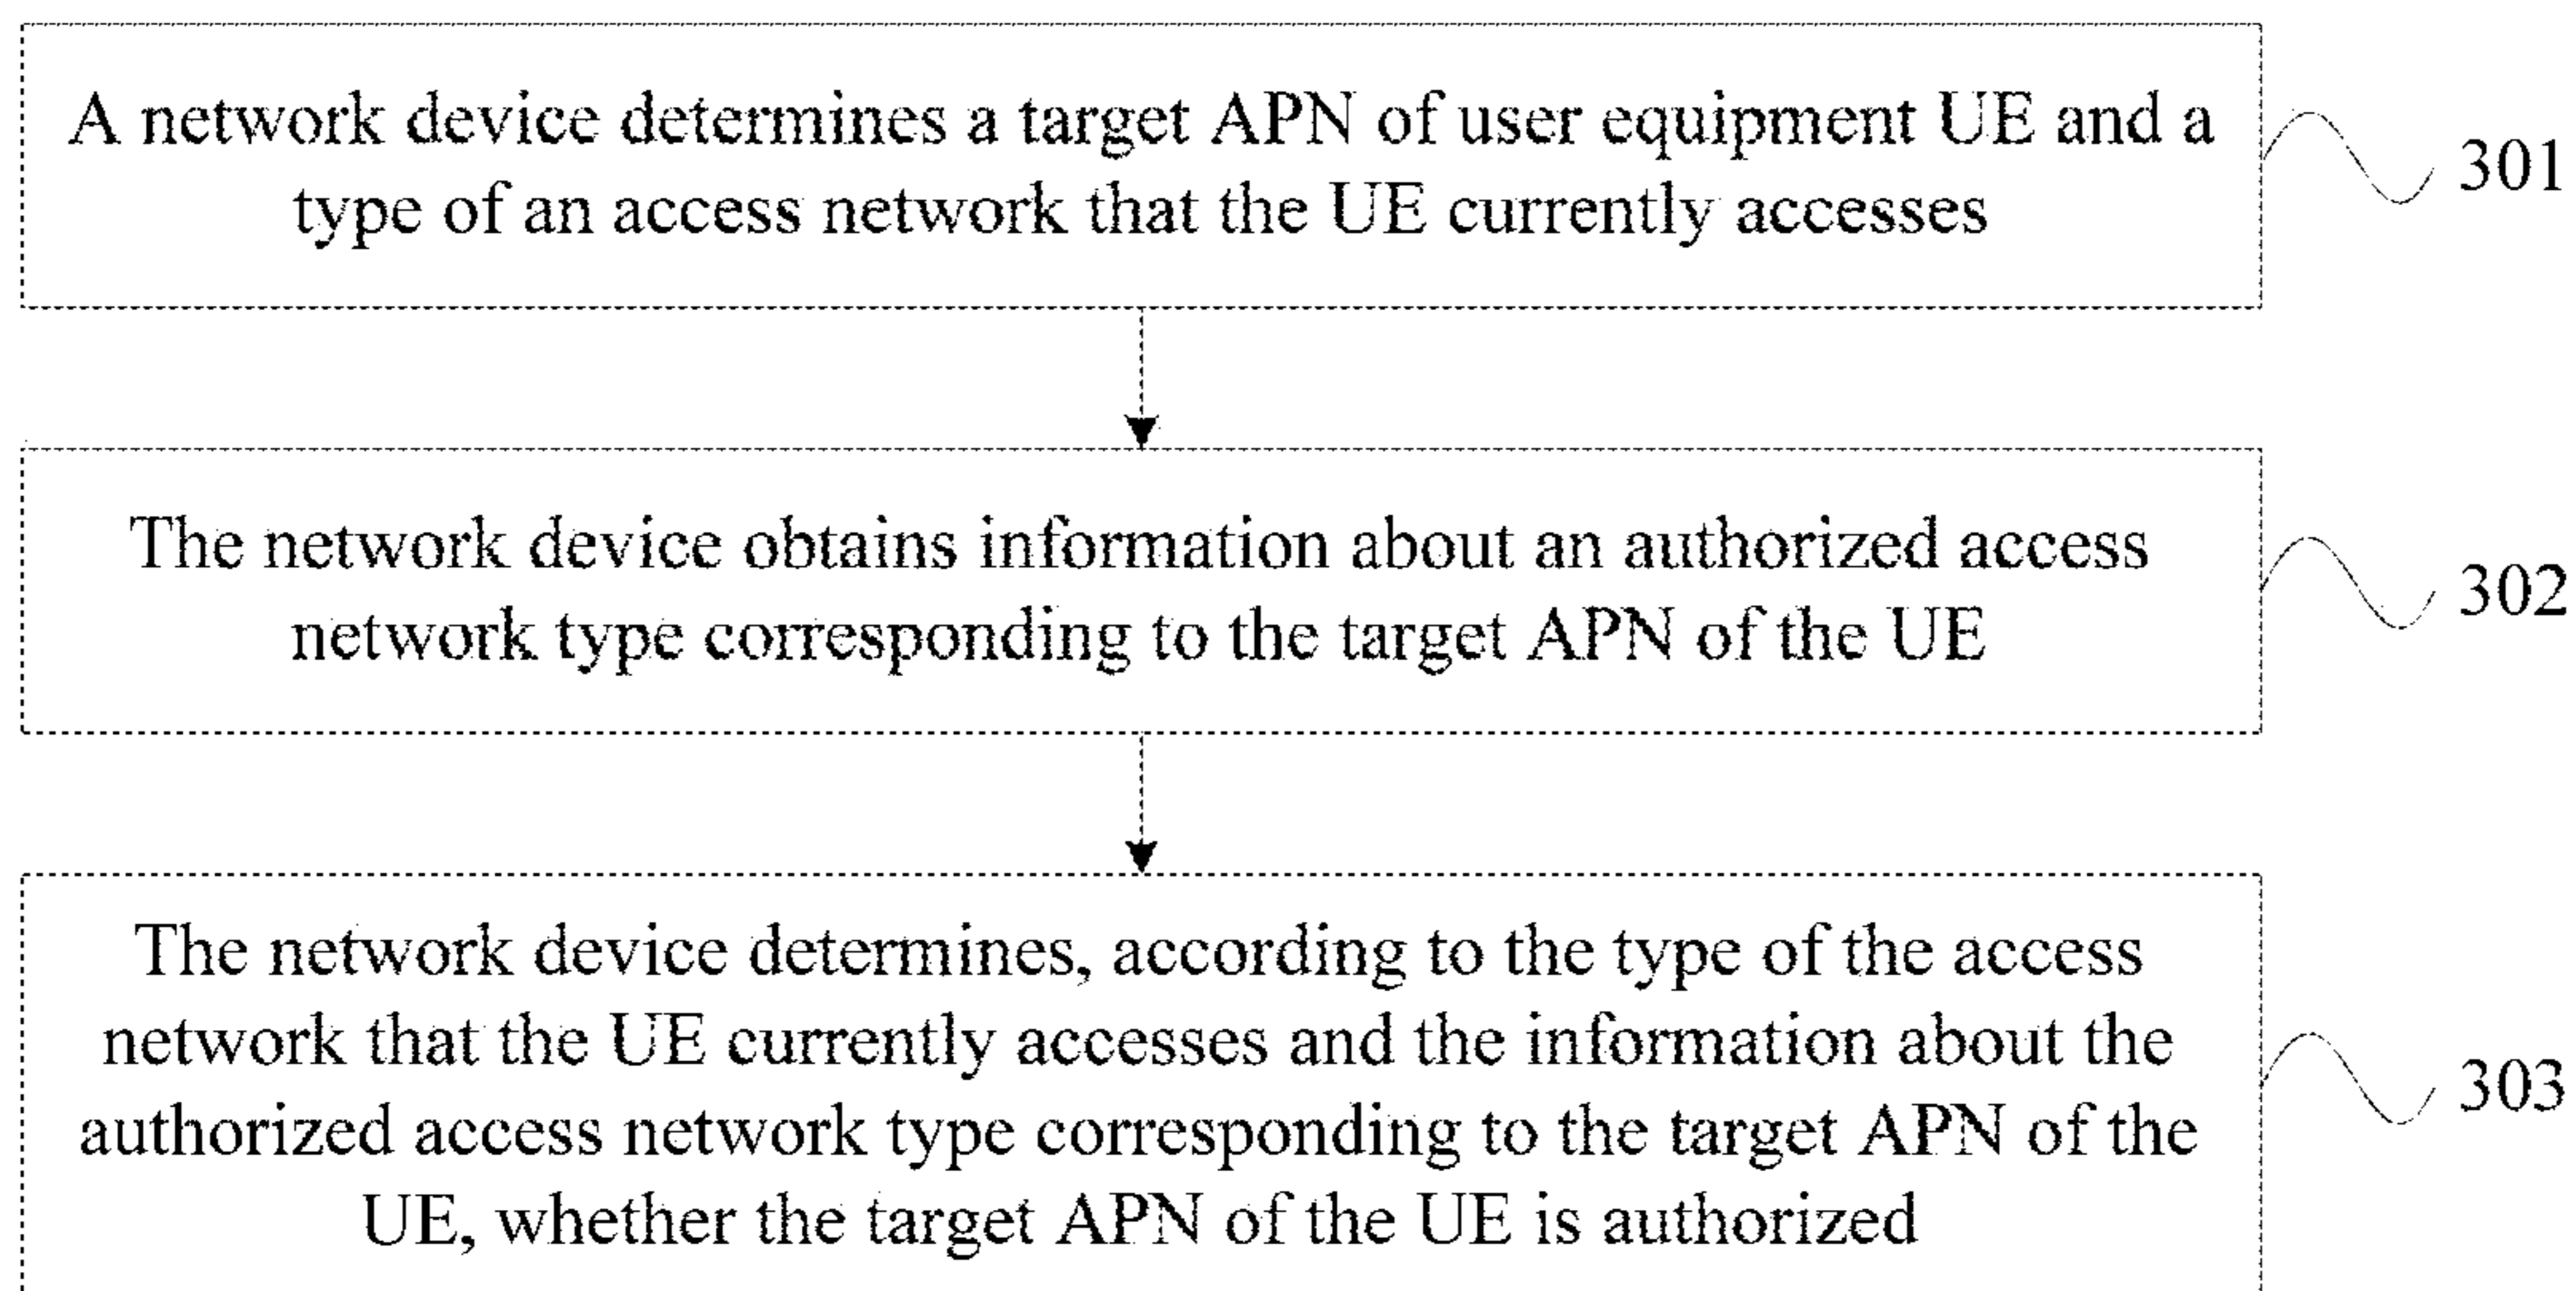 A network device determines a target APN of user equipment UE and a
type of an access network that the UE currently accesses
301
The network device obtains information about an authorized access
network type corresponding to the target APN of the UE
302
The network device determines, according to the type of the access
network that the UE currently accesses and the information about the
authorized access network type corresponding to the target APN of the
UE, whether the target APN of the UE is authorized
303